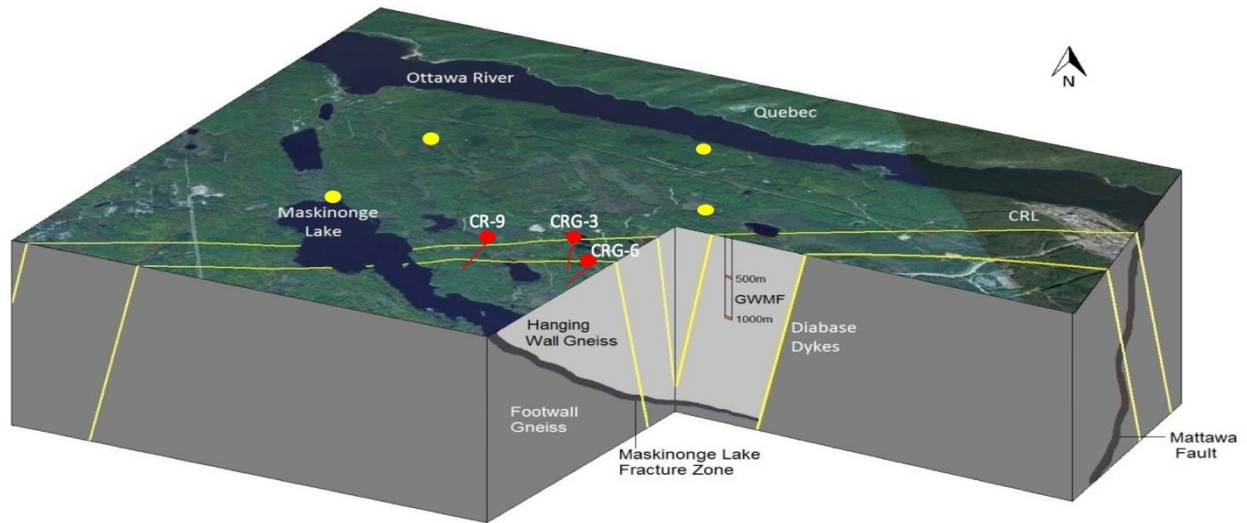 Ottawa River
N
Quebec
Maskinonge
Lake
CR-9
CRG-3
CRL
CRG-6
500m
GWMF
1000m
Hanging
Wall Gneiss
Diabase
Dykes
Footwall
Gneiss
Maskinonge Lake
Fracture Zone
Mattawa
Fault